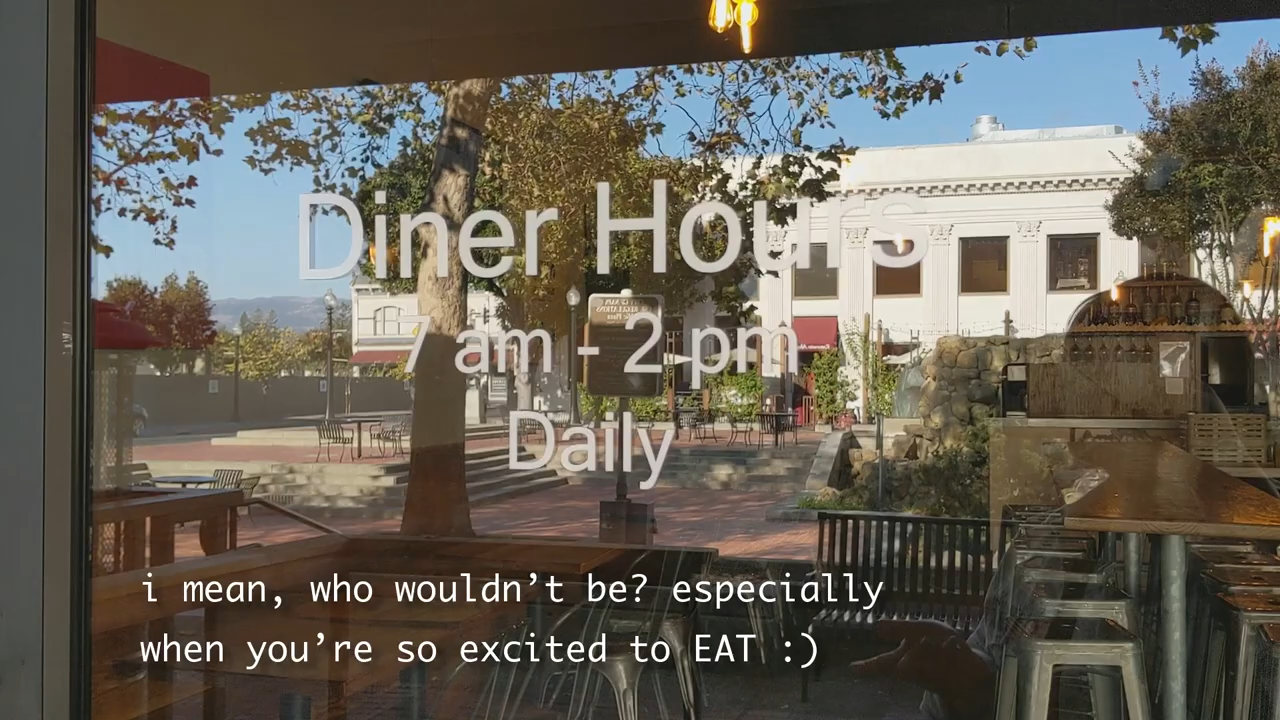 Diner Hours
7 am - 2 pm
Daily
i mean, who wouldn’t be? especially
when you’re so excited to EAT :)